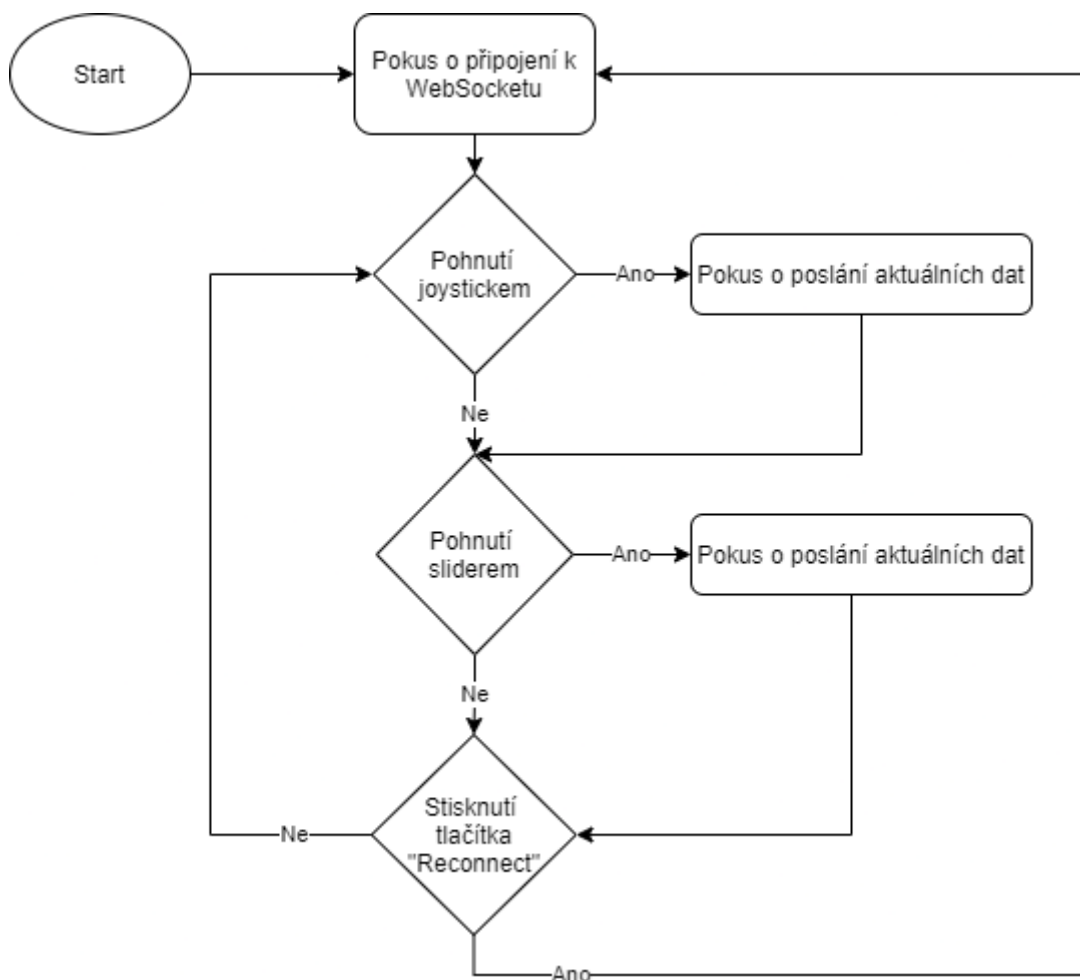 Start
Pokus o připojení k
WebSocketu
Pohnutí
joystickem
Ano
Pokus o poslání aktuálních dat
Ne
Pohnutí
sliderem
Ano
Pokus o poslání aktuálních dat
Ne
Stisknutí
tlačítka
"Reconnect"
Ne
Ano